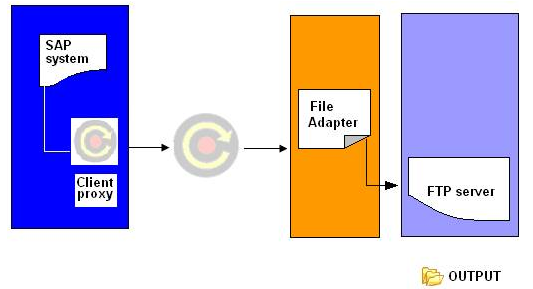 SAP
system
Client
proxy
File
Adapter
FTP server
OUTPUT